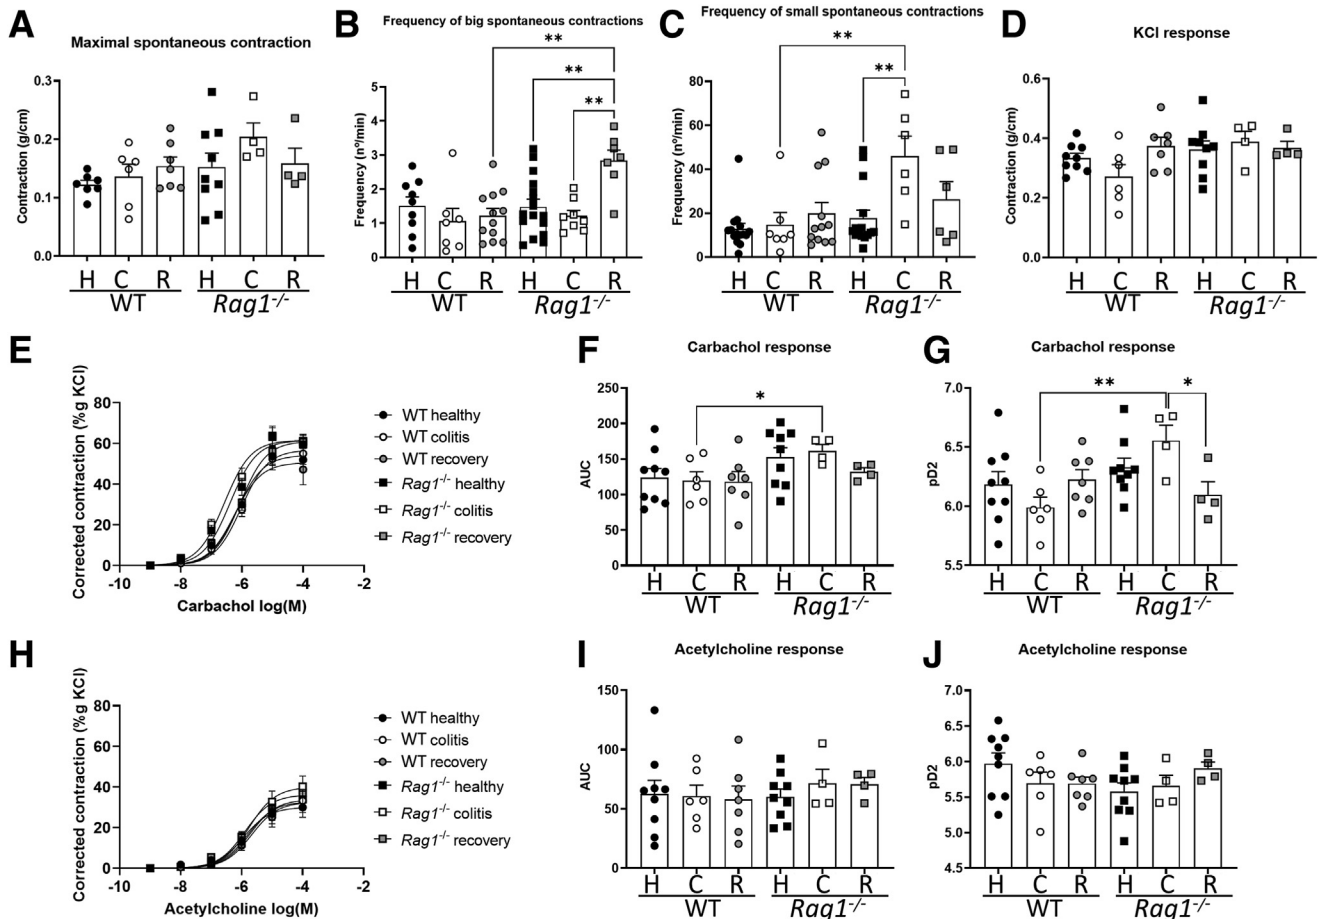 A
Maximal spontaneous contraction
Contraction (g/cm)
0.3
0.2
0.1
0.0
H C R H C R
WT Rag1-/-
B
Frequency of big spontaneous contractions
**
**
**
Frequency (nº/min)
5
4
3
2
1
0
H C R H C R
WT Rag1-/-
C
Frequency of small spontaneous contractions
**
**
Frequency (nº/min)
80
60
40
20
0
H C R H C R
WT Rag1-/-
D
KCl response
Contraction (g/cm)
0.6
0.4
0.2
0.0
H C R H C R
WT Rag1-/-
E
Corrected contraction (%g KCl)
80
60
40
20
0
-10 -8 -6 -4 -2
Carbachol log(M)
WT healthy
WT colitis
WT recovery
Rag1-/- healthy
Rag1-/- colitis
Rag1-/- recovery
F
Carbachol response
*
AUC
250
200
150
100
50
0
H C R H C R
WT Rag1-/-
G
Carbachol response
** *
pD2
7.0
6.5
6.0
5.5
H C R H C R
WT Rag1-/-
H
Corrected contraction (%g KCl)
80
60
40
20
0
-10 -8 -6 -4 -2
Acetylcholine log(M)
WT healthy
WT colitis
WT recovery
Rag1-/- healthy
Rag1-/- colitis
Rag1-/- recovery
I
Acetylcholine response
AUC
150
100
50
0
H C R H C R
WT Rag1-/-
J
Acetylcholine response
pD2
7.0
6.5
6.0
5.5
5.0
4.5
H C R H C R
WT Rag1-/-